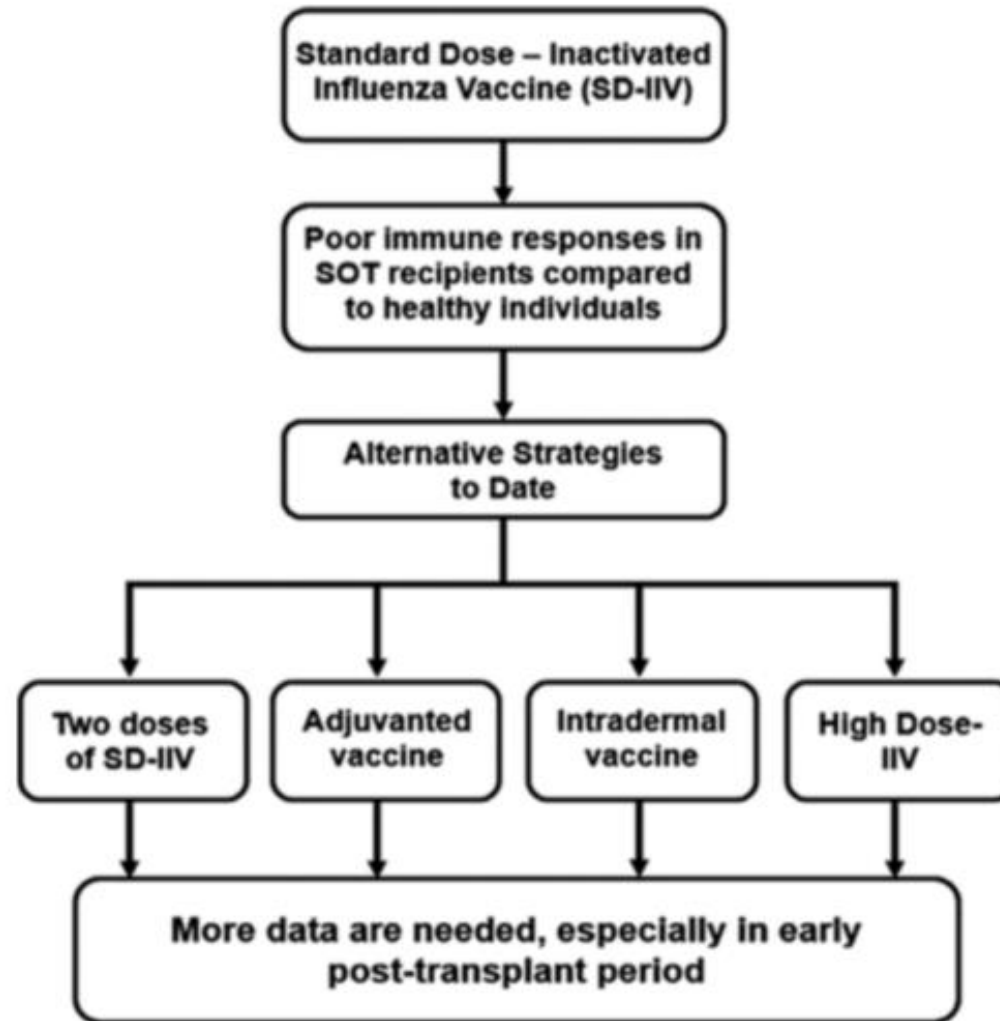 Standard Dose – Inactivated
Influenza Vaccine (SD-IIV)
Poor immune responses in
SOT recipients compared
to healthy individuals
Alternative Strategies
to Date
Two doses
of SD-IIV
Adjuvanted
vaccine
Intradermal
vaccine
High Dose-
IIV
More data are needed, especially in early
post-transplant period